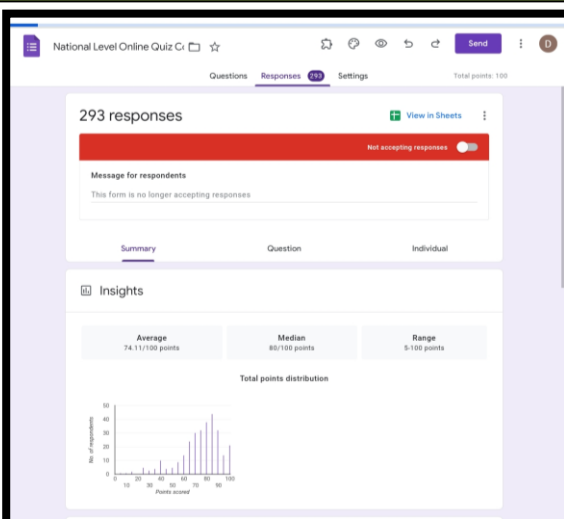 National Level Online Quiz C
Send
D
Questions Responses 293 Settings
Total points: 100
293 responses
View in Sheets
Not accepting responses
Message for respondents
This form is no longer accepting responses
Summary Question Individual
Insights
Average Median Range
74.11/100 points 80/100 points 5-100 points
Total points distribution
No. of respondents
50
40
30
20
10
0
0 20 40 60 80 100
10 30 50 70 90
Points scored